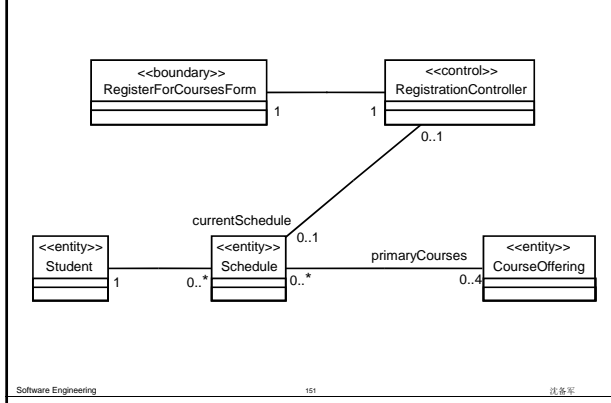 <<boundary>>
RegisterForCoursesForm
<<control>>
RegistrationController
1
1
0..1
currentSchedule
0..1
<<entity>>
Student
<<entity>>
Schedule
primaryCourses
<<entity>>
CourseOffering
1
0..*
0..*
0..4
Software Engineering
151
沈备军